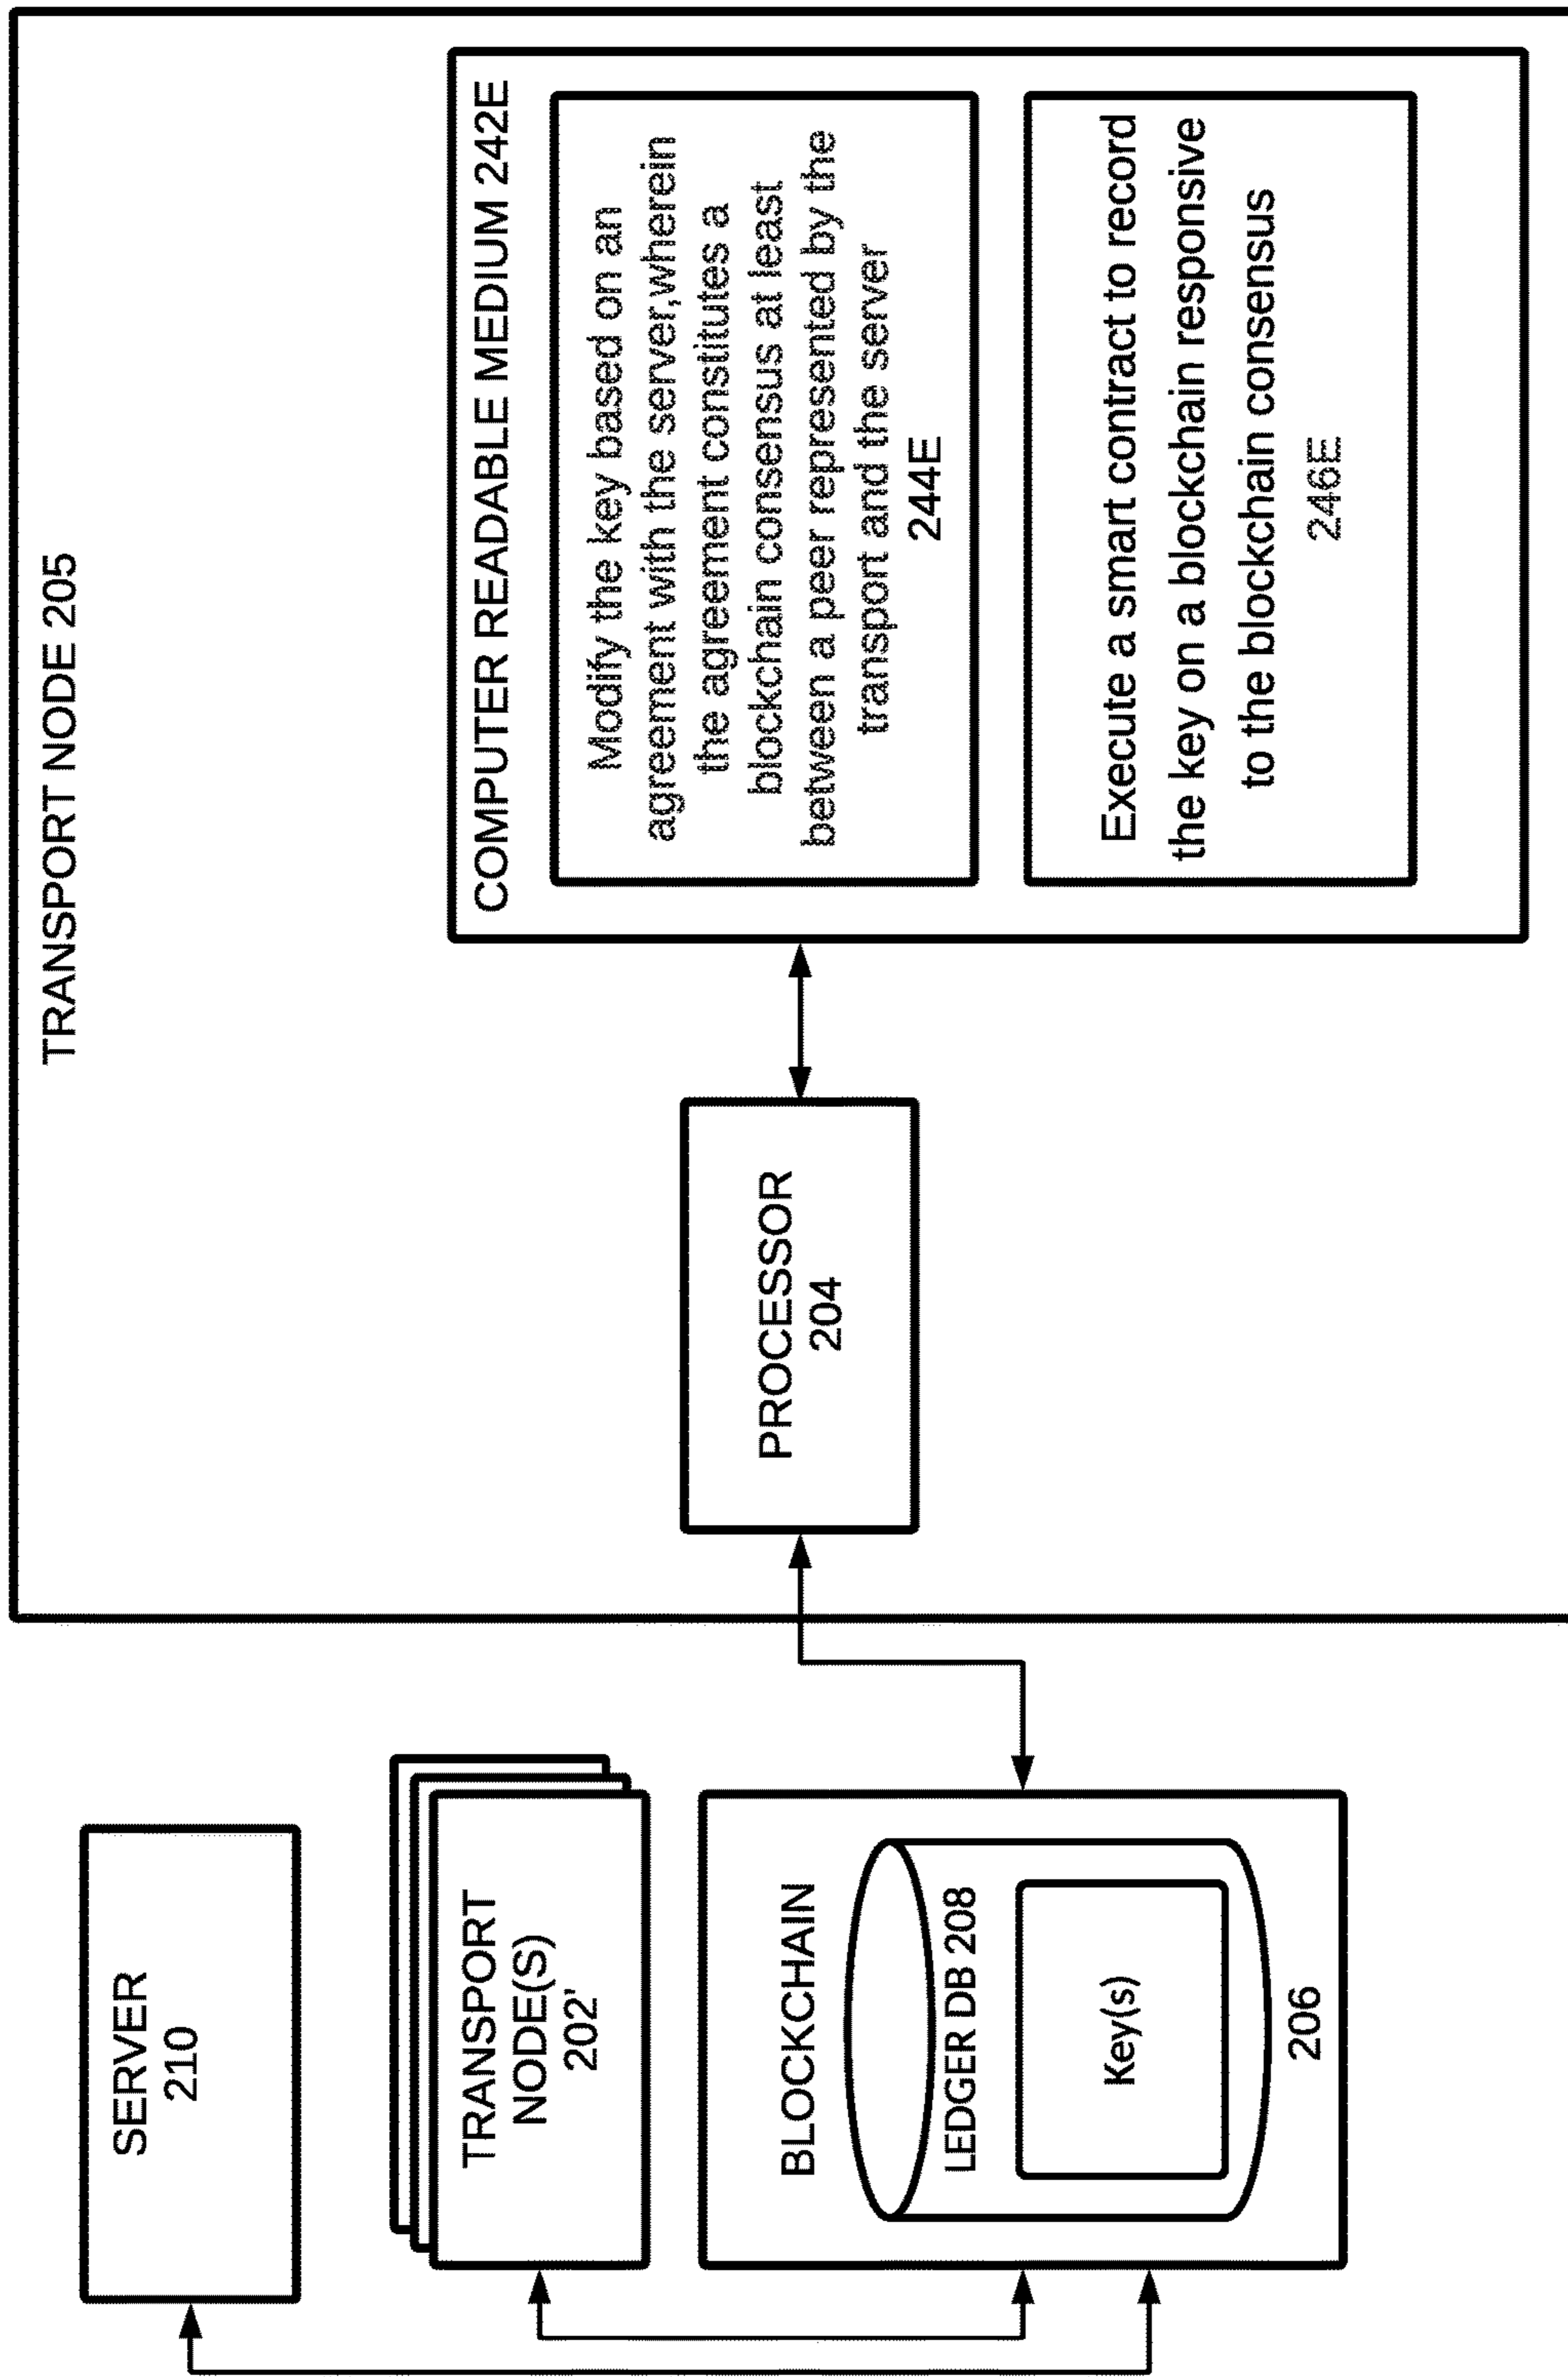 TRANSPORT NODE 205
SERVER
210
TRANSPORT
NODE(S)
202'
BLOCKCHAIN
LEDGER DB 208
Key(s)
206
PROCESSOR
204
COMPUTER READABLE MEDIUM 242E
Modify the key based on an
agreement with the server,wherein
the agreement constitutes a
blockchain consensus at least
between a peer represented by the
transport and the server
244E
Execute a smart contract to record
the key on a blockchain responsive
to the blockchain consensus
246E